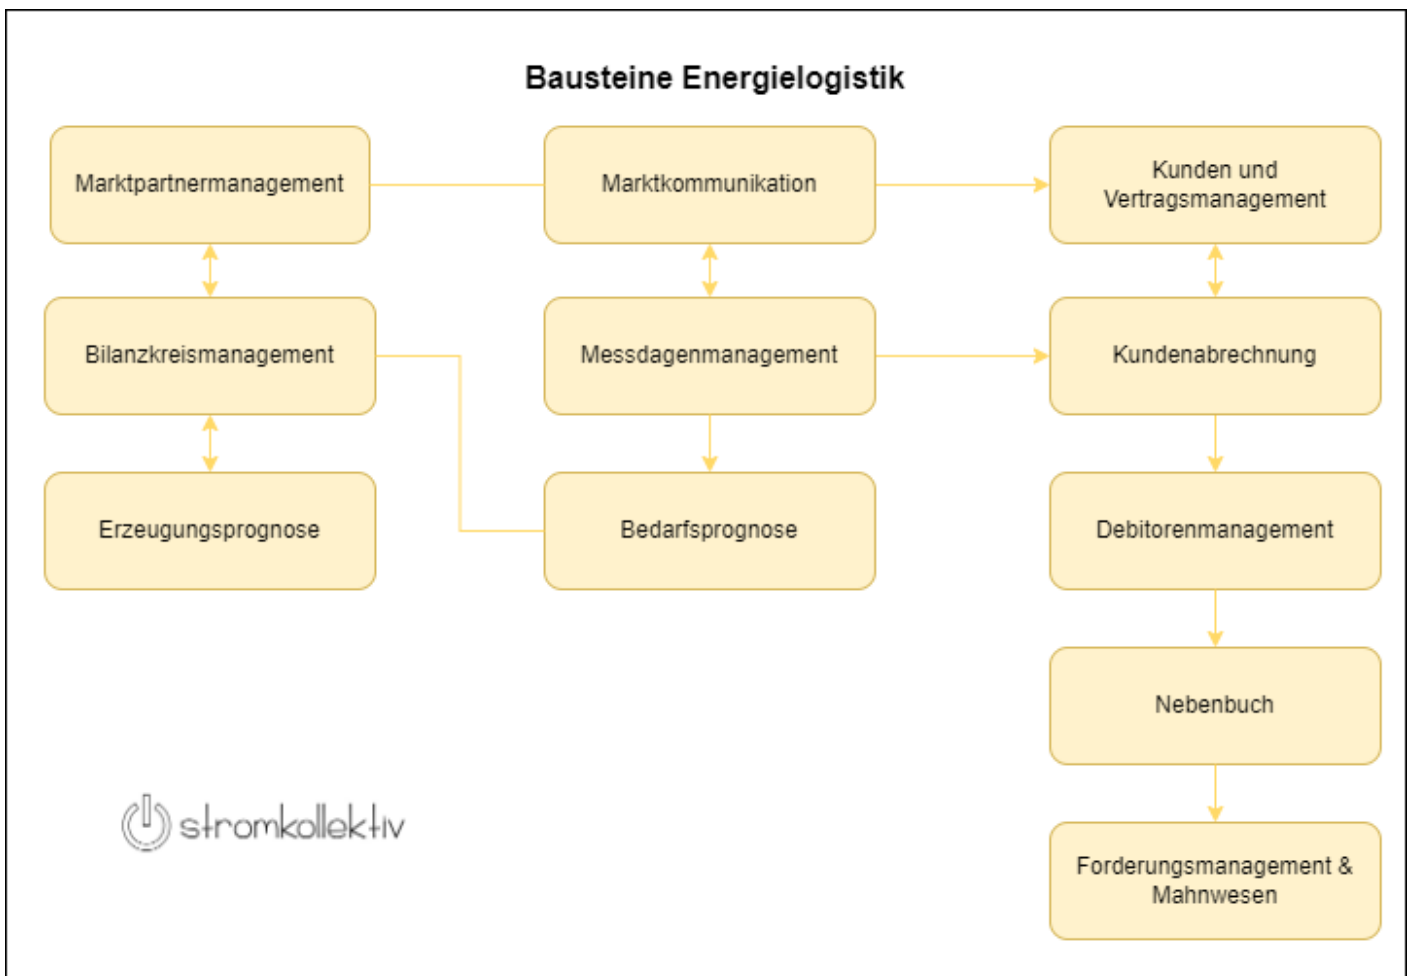 Bausteine Energielogistik
Marktpartnermanagement
Marktkommunikation
Kunden und
Vertragsmanagement
Bilanzkreismanagement
Messdagenmanagement
Kundenabrechnung
Erzeugungsprognose
Bedarfsprognose
Debitorenmanagement
Nebenbuch
stromkollektiv
Forderungsmanagement &
Mahnwesen